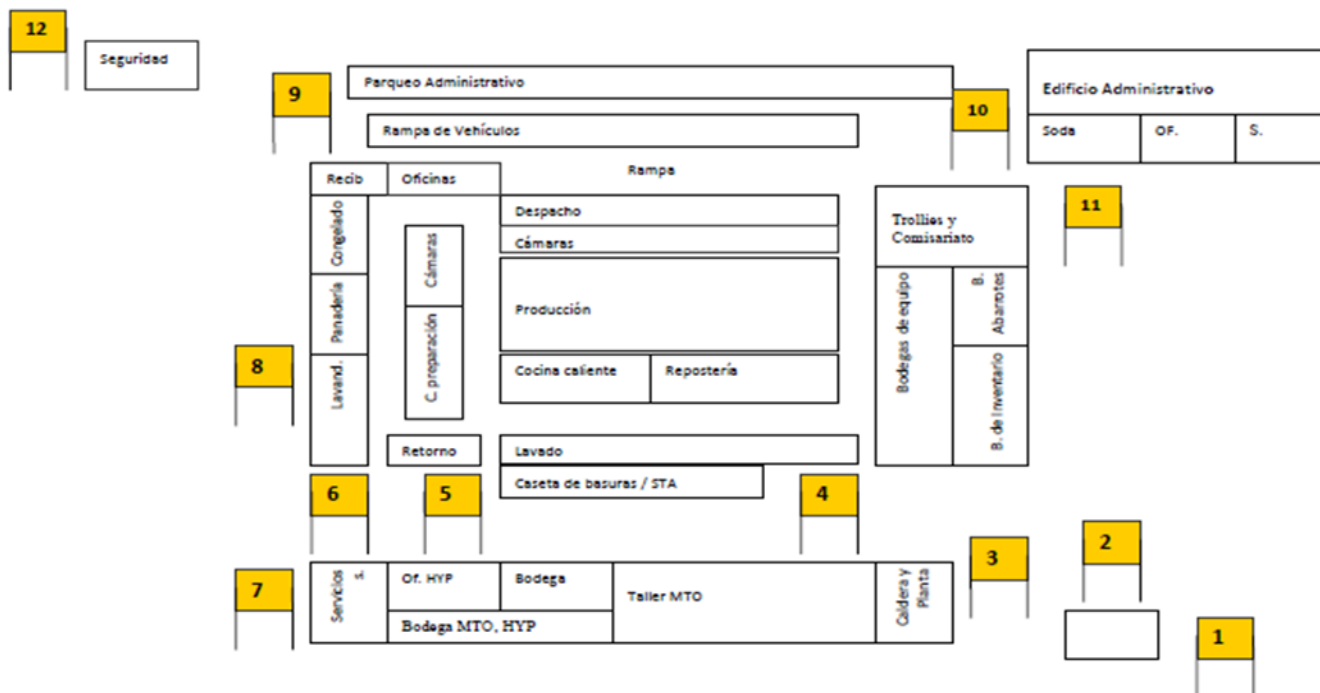 12
Seguridad
9
Parqueo Administrativo
10
Edificio Administrativo
Rampa de Vehículos
Soda
OF.
S.
Recib
Oficinas
Rampa
11
Congelado
Despacho
Trollies y
Comisariato
Cámaras
Cámaras
Panadería
Producción
Bodegas de equipo
B.
Abarrotes
8
Lavand.
C. preparación
Cocina caliente
Repostería
B. de Inventario
Retorno
Lavado
Caseta de basuras / STA
6
5
4
3
2
7
Servicios
s.
Of. HYP
Bodega
Taller MTO
Caldera y
Planta
Bodega MTO, HYP
1